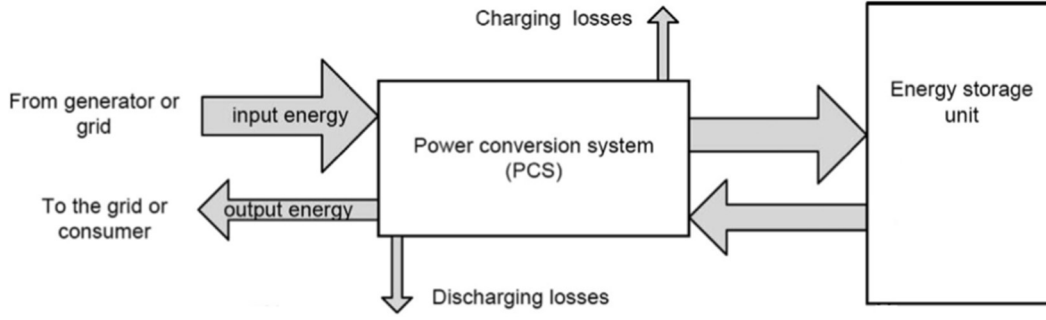 Charging losses
From generator or
grid
input energy
Power conversion system
(PCS)
Energy storage
unit
To the grid or
consumer
output energy
Discharging losses